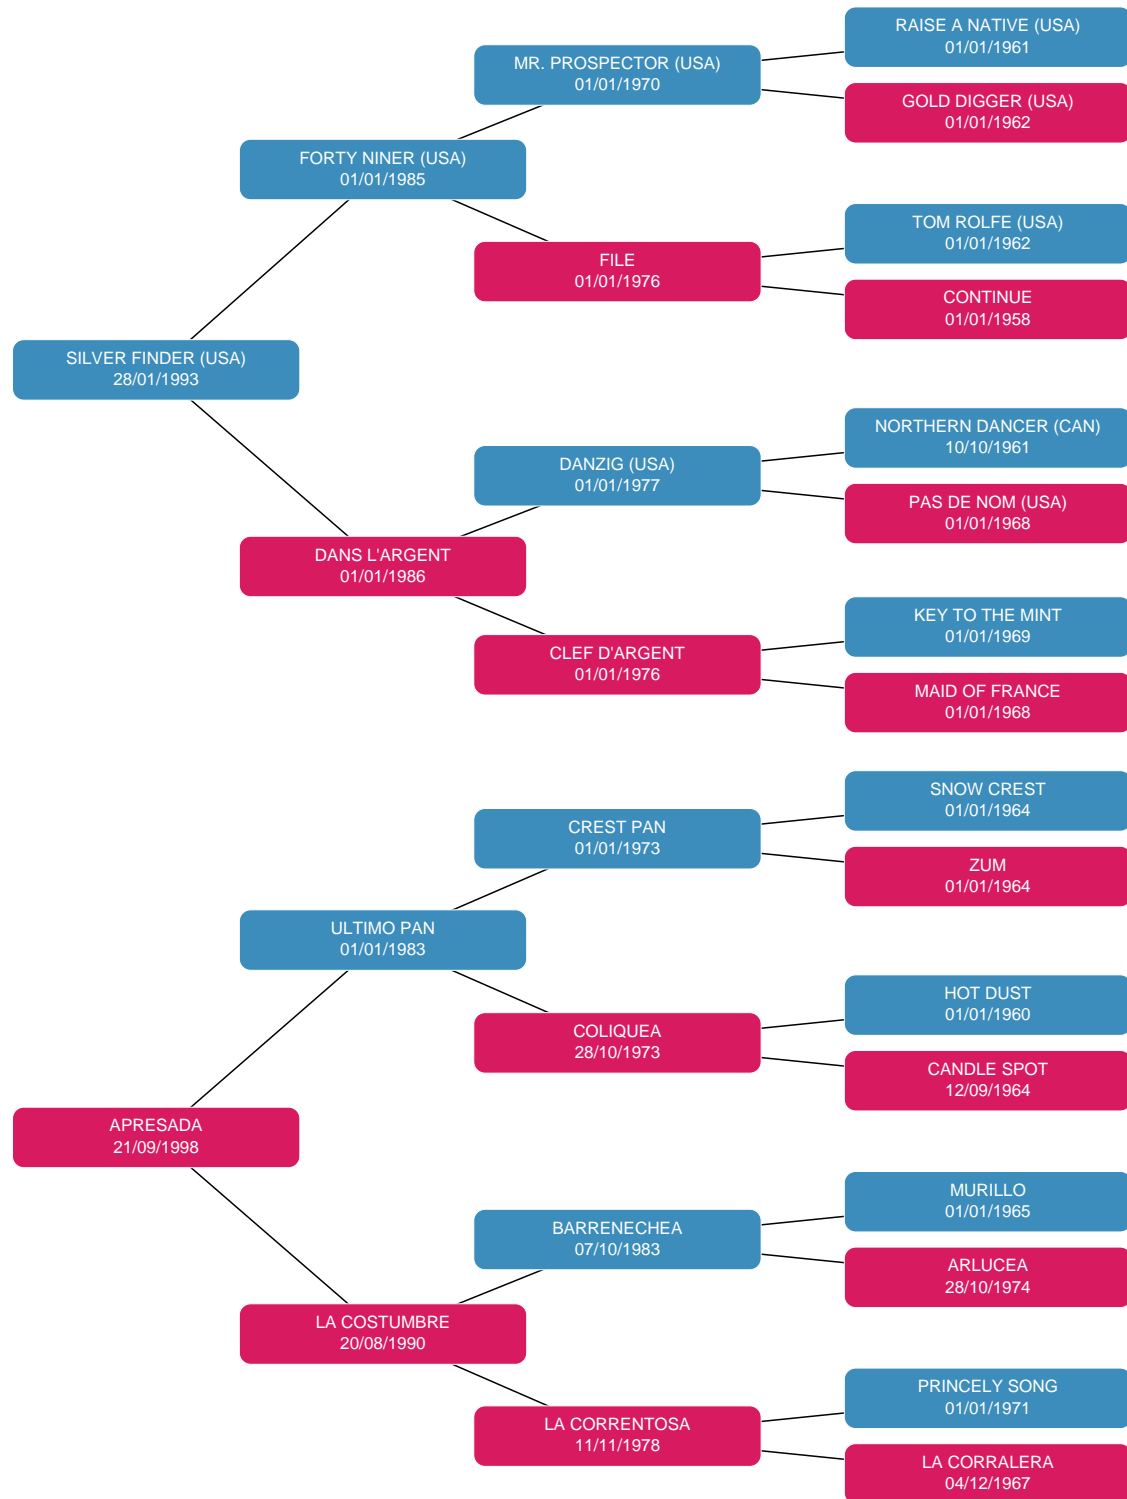 RAISE A NATIVE (USA)
01/01/1961
MR. PROSPECTOR (USA)
01/01/1970
GOLD DIGGER (USA)
01/01/1962
FORTY NINER (USA)
01/01/1985
TOM ROLFE (USA)
01/01/1962
FILE
01/01/1976
CONTINUE
01/01/1958
SILVER FINDER (USA)
28/01/1993
NORTHERN DANCER (CAN)
10/10/1961
DANZIG (USA)
01/01/1977
PAS DE NOM (USA)
01/01/1968
DANS L'ARGENT
01/01/1986
KEY TO THE MINT
01/01/1969
CLEF D'ARGENT
01/01/1976
MAID OF FRANCE
01/01/1968
SNOW CREST
01/01/1964
CREST PAN
01/01/1973
ZUM
01/01/1964
ULTIMO PAN
01/01/1983
HOT DUST
01/01/1960
COLIQUEA
28/10/1973
CANDLE SPOT
12/09/1964
APRESADA
21/09/1998
MURILLO
01/01/1965
BARRENECHEA
07/10/1983
ARLUCEA
28/10/1974
LA COSTUMBRE
20/08/1990
PRINCELY SONG
01/01/1971
LA CORRENTOSA
11/11/1978
LA CORRALERA
04/12/1967